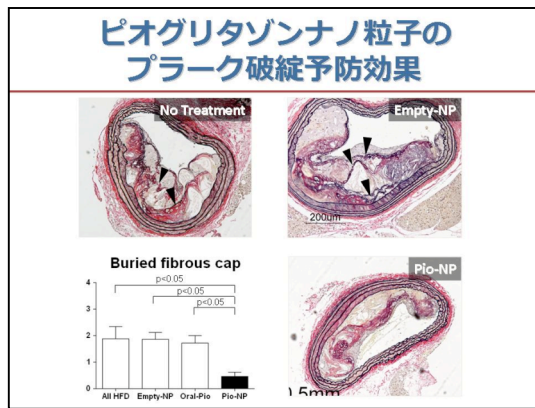 ピオグリタゾンナノ粒子の
プラーク破綻予防効果
No Treatment
Empty-NP
200um
Buried fibrous cap
p<0.05
p<0.05
p<0.05
4
3
2
1
0
All HFD Empty-NP Oral-Pio Pio-NP
Pio-NP
0.5mm